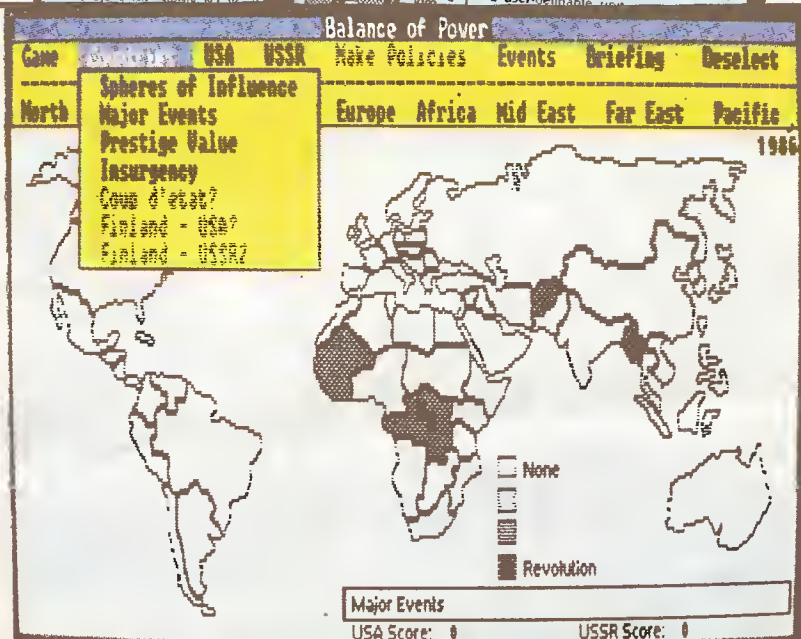 Balance of Power
Game USA USSR Make Policies Events Briefing Deselect
North Europe Africa Mid East Far East Pacific
Spheres of Influence
Major Events
Prestige Value
Insurgency
Coup d'etat?
Finland - USA?
Finland - USSR?
1986
None
Revolution
Major Events
USA Score: 0 USSR Score: 0